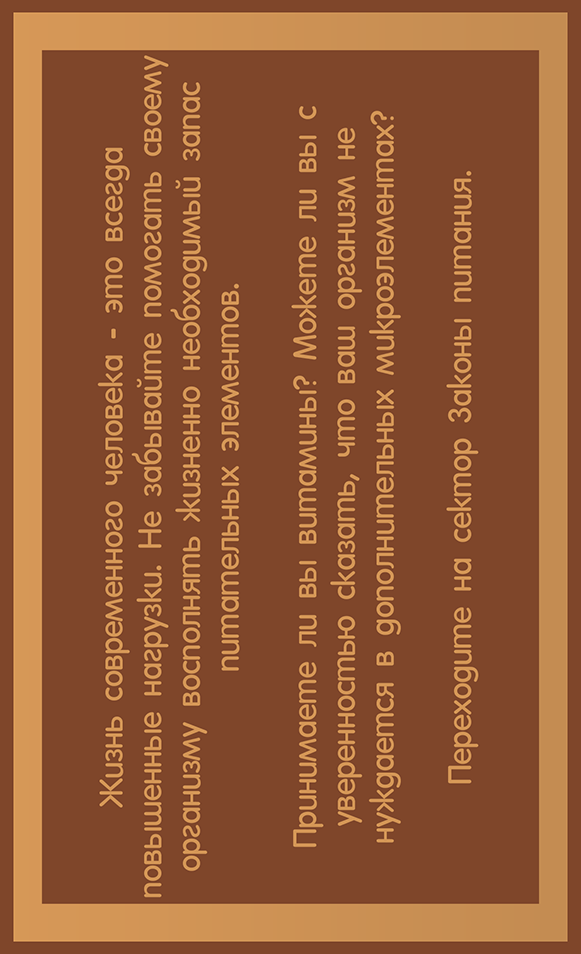 Жизнь современного человека - это всегда
повышенные нагрузки. Не забывайте помогать своему
организму восполнять жизненно необходимый запас
питательных элементов.
Принимаете ли вы витамины? Можете ли вы с
уверенностью сказать, что ваш организм не
нуждается в дополнительных микроэлементах?
Переходите на сектор Законы питания.